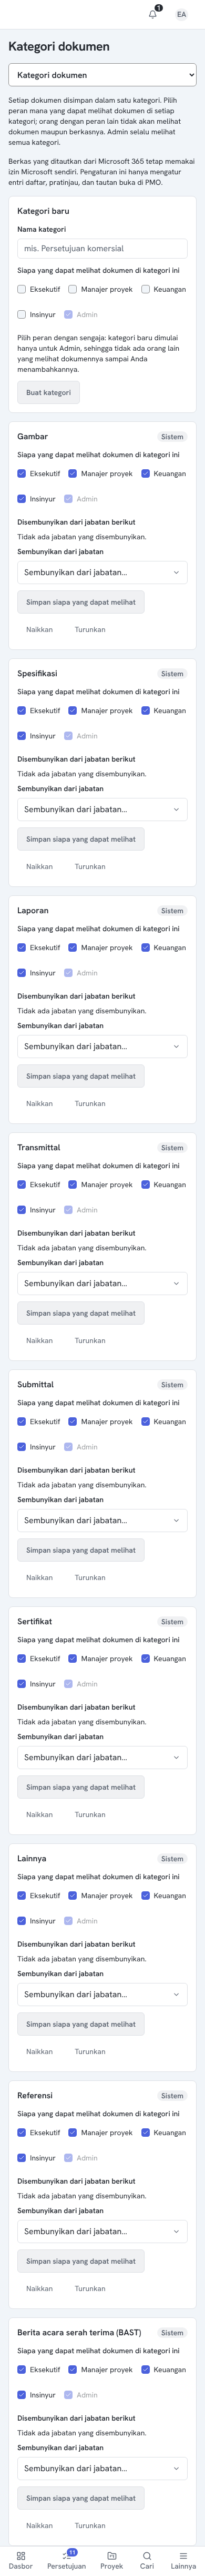 1
EA
Kategori dokumen
Kategori dokumen
Setiap dokumen disimpan dalam satu kategori. Pilih
peran mana yang dapat melihat dokumen di setiap
kategori; orang dengan peran lain tidak akan melihat
dokumen maupun berkasnya. Admin selalu melihat
semua kategori.
Berkas yang ditautkan dari Microsoft 365 tetap memakai
izin Microsoft sendiri. Pengaturan ini hanya mengatur
entri daftar, pratinjau, dan tautan buka di PMO.
Kategori baru
Nama kategori
mis. Persetujuan komersial
Siapa yang dapat melihat dokumen di kategori ini
Eksekutif Manajer proyek Keuangan
Insinyur Admin
Pilih peran dengan sengaja: kategori baru dimulai
hanya untuk Admin, sehingga tidak ada orang lain
yang melihat dokumennya sampai Anda
menambahkannya.
Buat kategori
Gambar Sistem
Siapa yang dapat melihat dokumen di kategori ini
Eksekutif Manajer proyek Keuangan
Insinyur Admin
Disembunyikan dari jabatan berikut
Tidak ada jabatan yang disembunyikan.
Sembunyikan dari jabatan
Sembunyikan dari jabatan...
Simpan siapa yang dapat melihat
Naikkan Turunkan
Spesifikasi Sistem
Siapa yang dapat melihat dokumen di kategori ini
Eksekutif Manajer proyek Keuangan
Insinyur Admin
Disembunyikan dari jabatan berikut
Tidak ada jabatan yang disembunyikan.
Sembunyikan dari jabatan
Sembunyikan dari jabatan...
Simpan siapa yang dapat melihat
Naikkan Turunkan
Laporan Sistem
Siapa yang dapat melihat dokumen di kategori ini
Eksekutif Manajer proyek Keuangan
Insinyur Admin
Disembunyikan dari jabatan berikut
Tidak ada jabatan yang disembunyikan.
Sembunyikan dari jabatan
Sembunyikan dari jabatan...
Simpan siapa yang dapat melihat
Naikkan Turunkan
Transmittal Sistem
Siapa yang dapat melihat dokumen di kategori ini
Eksekutif Manajer proyek Keuangan
Insinyur Admin
Disembunyikan dari jabatan berikut
Tidak ada jabatan yang disembunyikan.
Sembunyikan dari jabatan
Sembunyikan dari jabatan...
Simpan siapa yang dapat melihat
Naikkan Turunkan
Submittal Sistem
Siapa yang dapat melihat dokumen di kategori ini
Eksekutif Manajer proyek Keuangan
Insinyur Admin
Disembunyikan dari jabatan berikut
Tidak ada jabatan yang disembunyikan.
Sembunyikan dari jabatan
Sembunyikan dari jabatan...
Simpan siapa yang dapat melihat
Naikkan Turunkan
Sertifikat Sistem
Siapa yang dapat melihat dokumen di kategori ini
Eksekutif Manajer proyek Keuangan
Insinyur Admin
Disembunyikan dari jabatan berikut
Tidak ada jabatan yang disembunyikan.
Sembunyikan dari jabatan
Sembunyikan dari jabatan...
Simpan siapa yang dapat melihat
Naikkan Turunkan
Lainnya Sistem
Siapa yang dapat melihat dokumen di kategori ini
Eksekutif Manajer proyek Keuangan
Insinyur Admin
Disembunyikan dari jabatan berikut
Tidak ada jabatan yang disembunyikan.
Sembunyikan dari jabatan
Sembunyikan dari jabatan...
Simpan siapa yang dapat melihat
Naikkan Turunkan
Referensi Sistem
Siapa yang dapat melihat dokumen di kategori ini
Eksekutif Manajer proyek Keuangan
Insinyur Admin
Disembunyikan dari jabatan berikut
Tidak ada jabatan yang disembunyikan.
Sembunyikan dari jabatan
Sembunyikan dari jabatan...
Simpan siapa yang dapat melihat
Naikkan Turunkan
Berita acara serah terima (BAST) Sistem
Siapa yang dapat melihat dokumen di kategori ini
Eksekutif Manajer proyek Keuangan
Insinyur Admin
Disembunyikan dari jabatan berikut
Tidak ada jabatan yang disembunyikan.
Sembunyikan dari jabatan
Sembunyikan dari jabatan...
Simpan siapa yang dapat melihat
Naikkan Turunkan
11
Dasbor Persetujuan Proyek Cari Lainnya